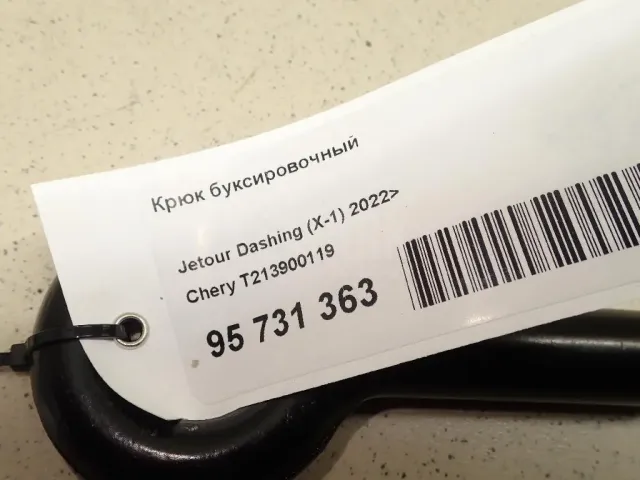 Крюк буксировочный
Jetour Dashing (X-1) 2022>
Chery T213900119
95 731 363